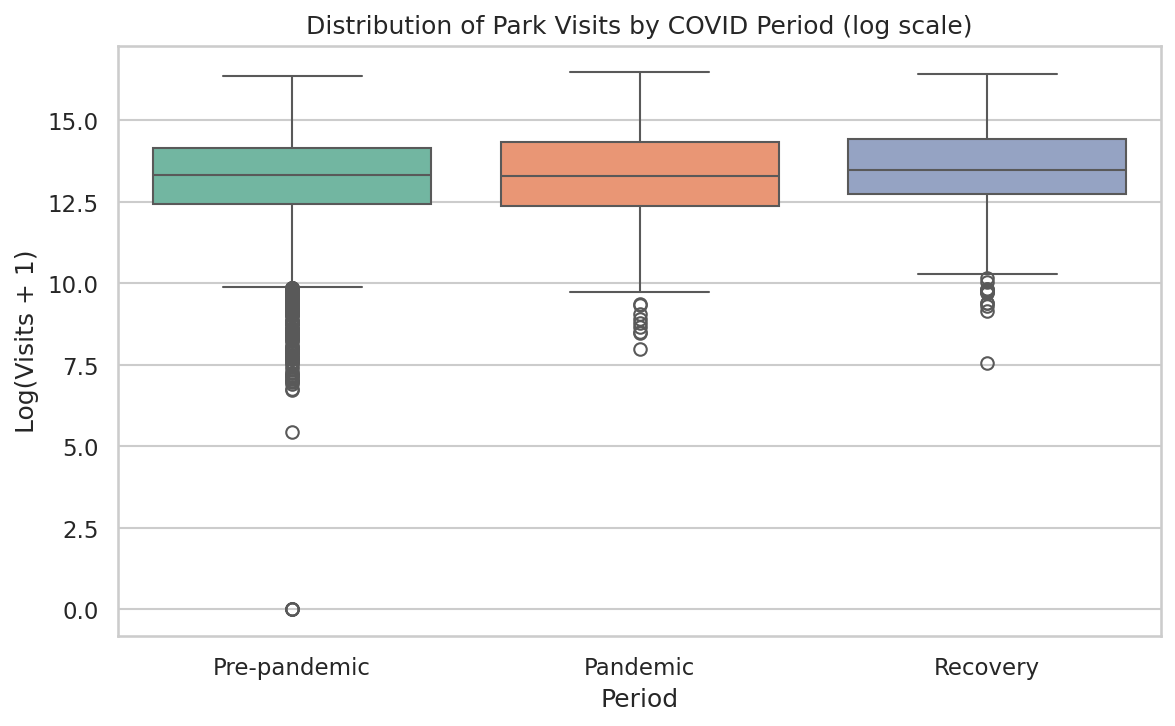 Distribution of Park Visits by COVID Period (log scale)
Log(Visits + 1)
15.0
12.5
10.0
7.5
5.0
2.5
0.0
Pre-pandemic
Pandemic
Recovery
Period